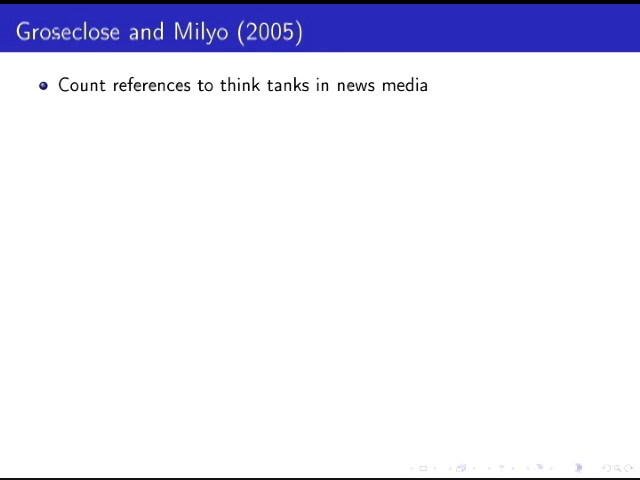 Groseclose and Milyo (2005)
Count references to think tanks in news media